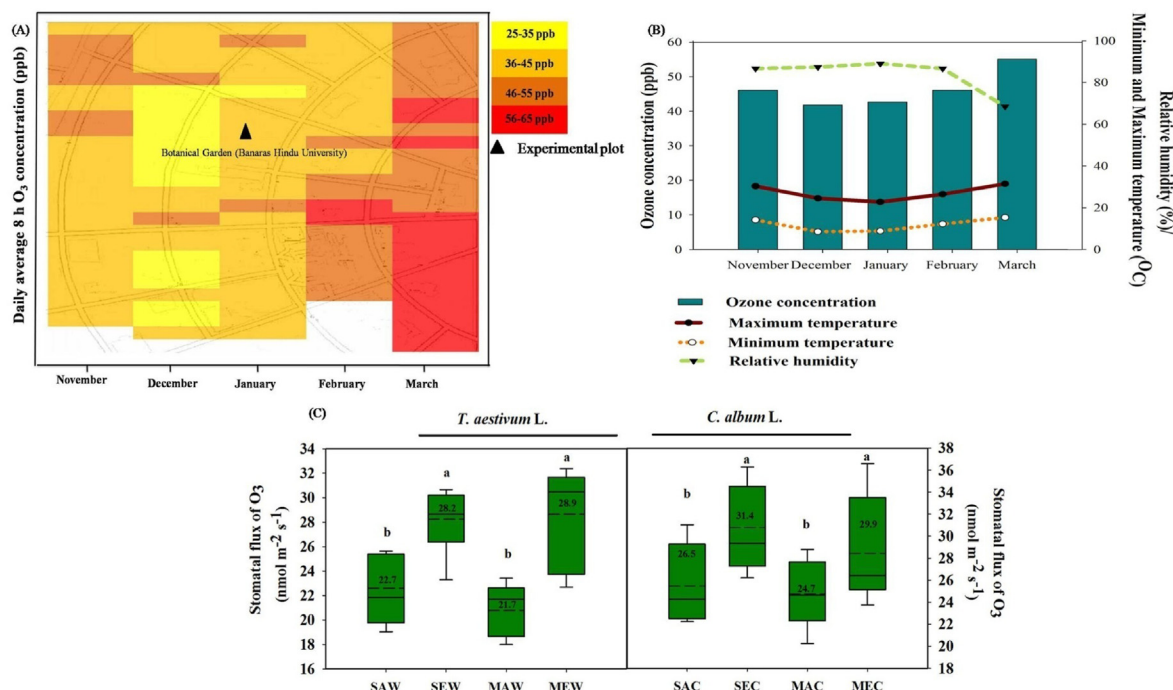 (A)
Daily average 8 h O3 concentration (ppb)
25-35 ppb
36-45 ppb
46-55 ppb
56-65 ppb
Experimental plot
Botanical Garden (Banaras Hindu University)
November
December
January
February
March
(B)
Ozone concentration (ppb)
60
50
40
30
20
10
0
100
80
60
40
20
0
Relative humidity (%)/
Minimum and Maximum temperature (⁰C)
November
December
January
February
March
Ozone concentration
Maximum temperature
Minimum temperature
Relative humidity
(C)
T. aestivum L.
C. album L.
Stomatal flux of O3
(nmol m⁻² s⁻¹)
34
32
30
28
26
24
22
20
18
16
b
a
b
a
22.7
28.2
21.7
28.9
SAW
SEW
MAW
MEW
b
a
b
a
26.5
31.4
24.7
29.9
SAC
SEC
MAC
MEC
38
36
34
32
30
28
26
24
22
20
18
Stomatal flux of O3
(nmol m⁻² s⁻¹)